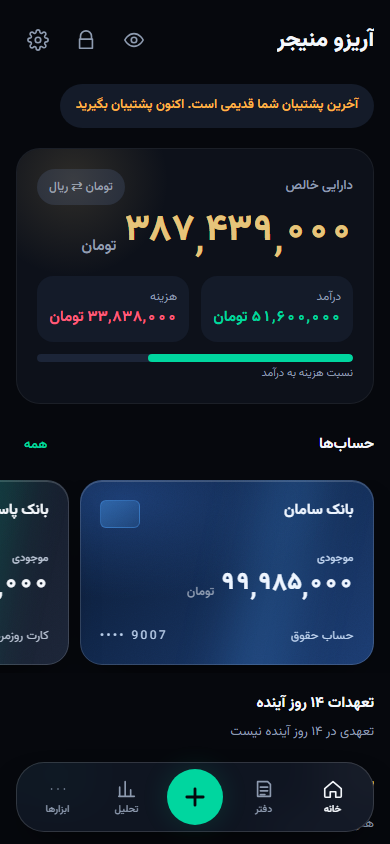 آریزو منیجر
آخرین پشتیبان شما قدیمی است. اکنون پشتیبان بگیرید
دارایی خالص
تومان ⇄ ریال
۳۸۷,۴۳۹,۰۰۰ تومان
درآمد
۵۱,۶۰۰,۰۰۰ تومان
هزینه
۳۳,۸۳۸,۰۰۰ تومان
نسبت هزینه به درآمد
حساب‌ها
همه
بانک سامان
موجودی
۹۹,۹۸۵,۰۰۰ تومان
حساب حقوق
•••• 9007
بانک پاس
موجودی
,۰۰۰
کارت روزمر
تعهدات ۱۴ روز آینده
تعهدی در ۱۴ روز آینده نیست
خانه
دفتر
تحلیل
ابزارها